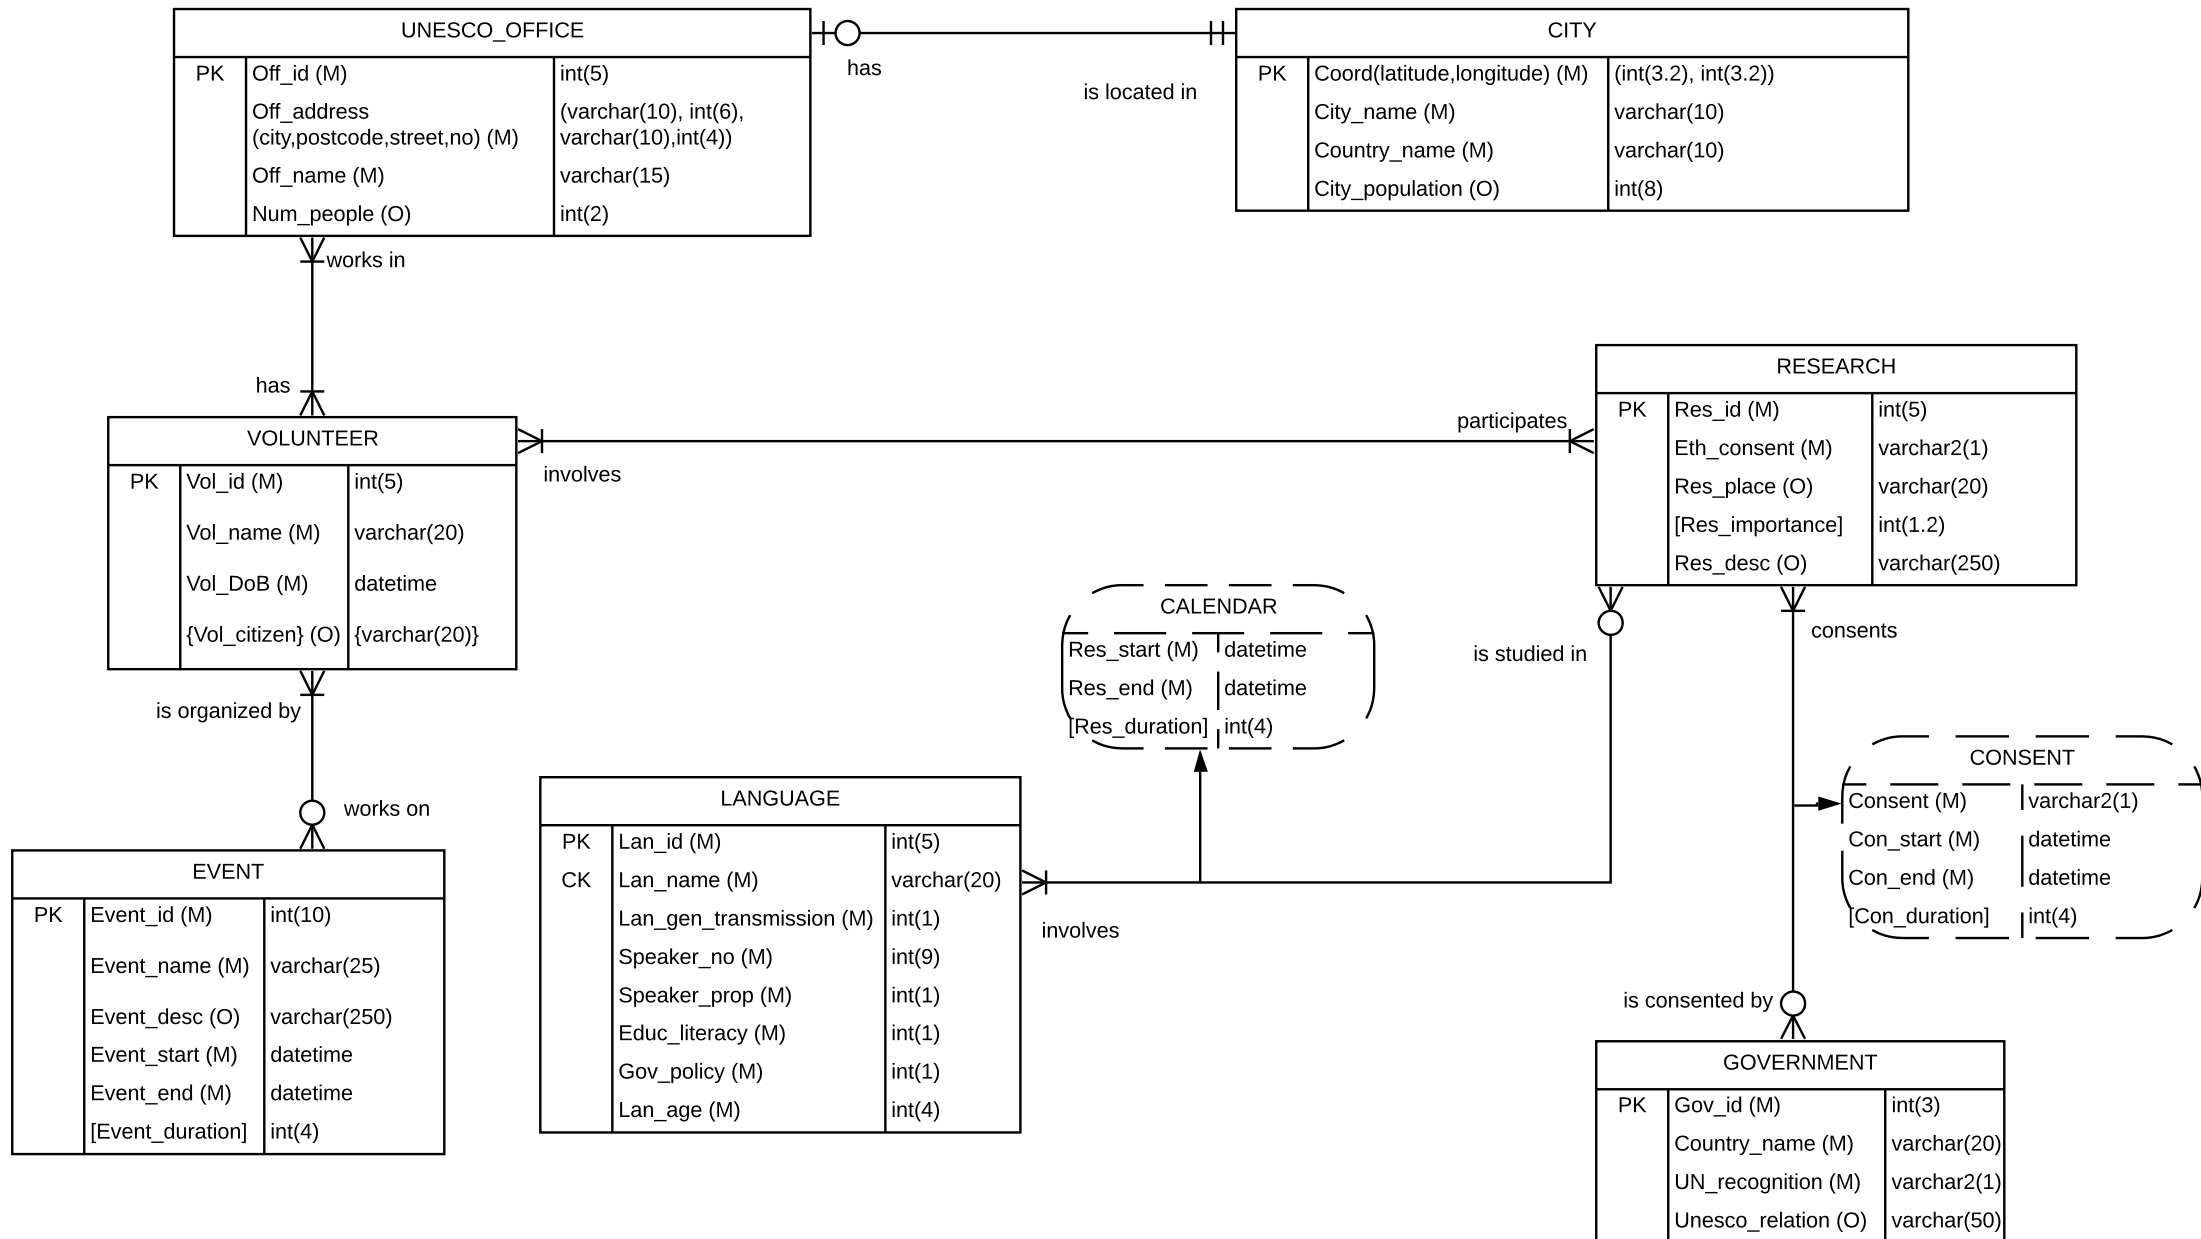 UNESCO_OFFICE
PK Off_id (M) int(5)
Off_address (varchar(10), int(6),
(city,postcode,street,no) (M) varchar(10),int(4))
Off_name (M) varchar(15)
Num_people (O) int(2)
has
is located in
CITY
PK Coord(latitude,longitude) (M) (int(3.2), int(3.2))
City_name (M) varchar(10)
Country_name (M) varchar(10)
City_population (O) int(8)
works in
has
VOLUNTEER
PK Vol_id (M) int(5)
Vol_name (M) varchar(20)
Vol_DoB (M) datetime
{Vol_citizen} (O) {varchar(20)}
involves
participates
RESEARCH
PK Res_id (M) int(5)
Eth_consent (M) varchar2(1)
Res_place (O) varchar(20)
[Res_importance] int(1.2)
Res_desc (O) varchar(250)
CALENDAR
Res_start (M) datetime
Res_end (M) datetime
[Res_duration] int(4)
is studied in
consents
is organized by
works on
CONSENT
Consent (M) varchar2(1)
Con_start (M) datetime
Con_end (M) datetime
[Con_duration] int(4)
EVENT
PK Event_id (M) int(10)
Event_name (M) varchar(25)
Event_desc (O) varchar(250)
Event_start (M) datetime
Event_end (M) datetime
[Event_duration] int(4)
LANGUAGE
PK Lan_id (M) int(5)
CK Lan_name (M) varchar(20)
Lan_gen_transmission (M) int(1)
Speaker_no (M) int(9)
Speaker_prop (M) int(1)
Educ_literacy (M) int(1)
Gov_policy (M) int(1)
Lan_age (M) int(4)
involves
is consented by
GOVERNMENT
PK Gov_id (M) int(3)
Country_name (M) varchar(20)
UN_recognition (M) varchar2(1)
Unesco_relation (O) varchar(50)